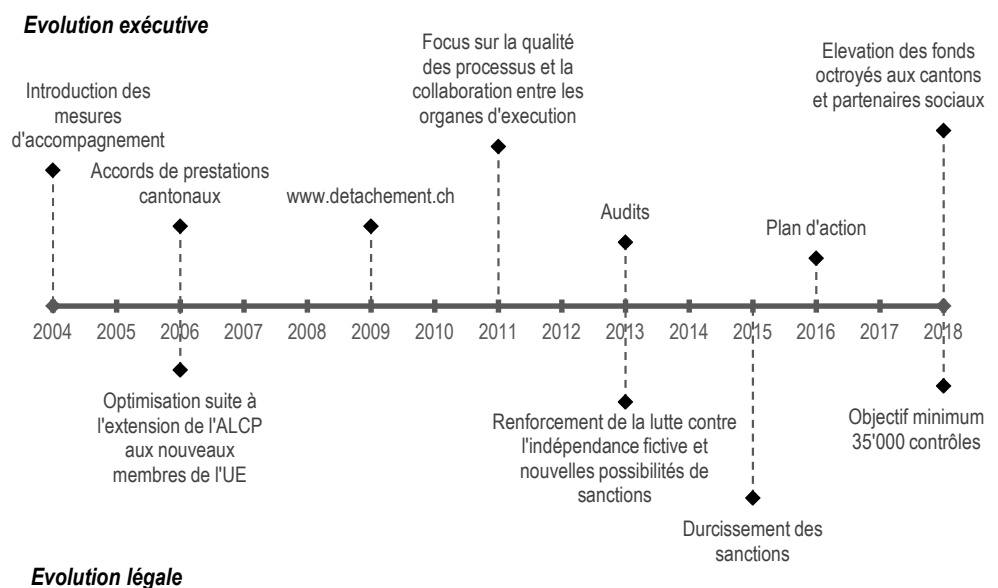 Evolution exécutive
Introduction des
mesures
d'accompagnement
Accords de prestations
cantonaux
www.detachement.ch
Focus sur la qualité
des processus et la
collaboration entre les
organes d'execution
Audits
Plan d'action
Elevation des fonds
octroyés aux cantons
et partenaires sociaux
2004 2005 2006 2007 2008 2009 2010 2011 2012 2013 2014 2015 2016 2017 2018
Optimisation suite à
l'extension de l'ALCP
aux nouveaux
membres de l'UE
Renforcement de la lutte contre
l'indépendance fictive et
nouvelles possibilités de
sanctions
Durcissement des
sanctions
Objectif minimum
35'000 contrôles
Evolution légale